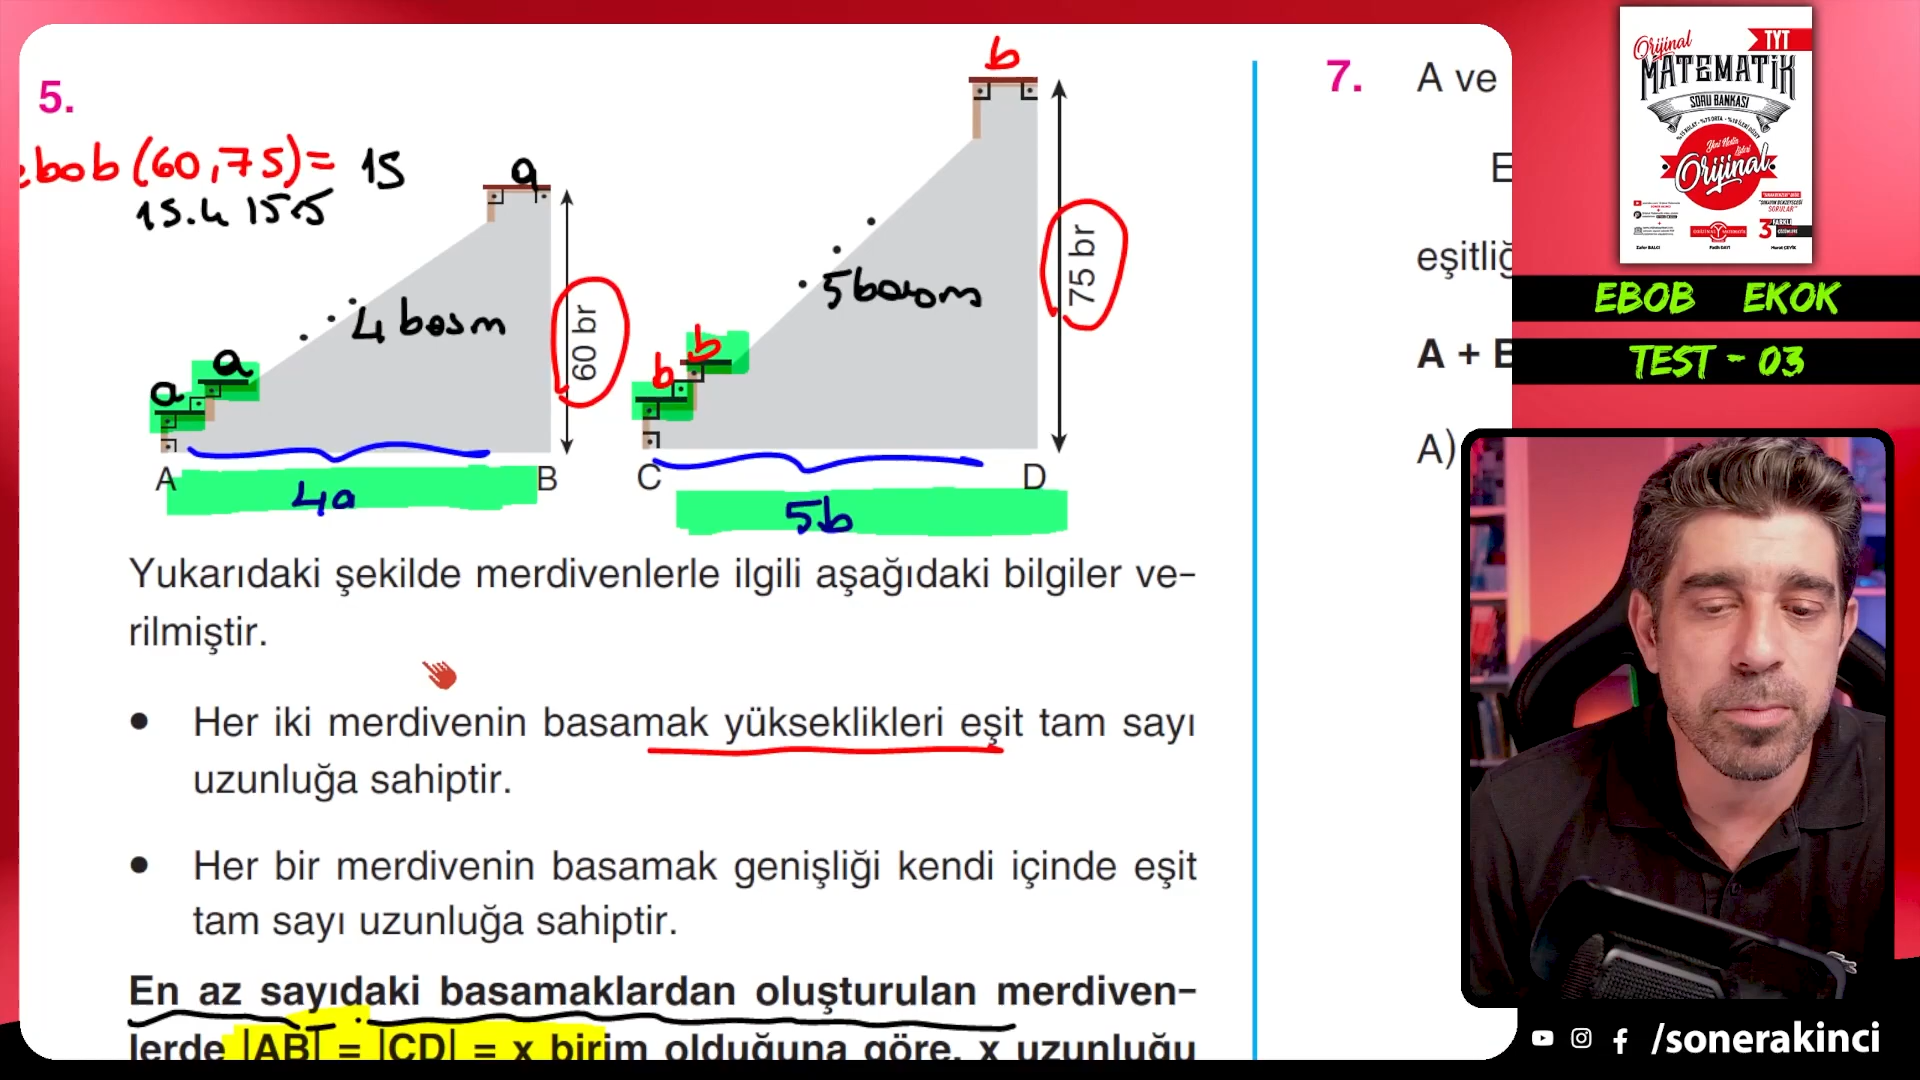 5.
ebob (60,75)= 15
15.4 15.5
a
4 basm
60 br
a
a
A
B
4a
b
5 basm
75 br
b
b
C
D
5b
Yukarıdaki şekilde merdivenlerle ilgili aşağıdaki bilgiler ve-
rilmiştir.
• Her iki merdivenin basamak yükseklikleri eşit tam sayı
uzunluğa sahiptir.
• Her bir merdivenin basamak genişliği kendi içinde eşit
tam sayı uzunluğa sahiptir.
En az sayıdaki basamaklardan oluşturulan merdiven-
lerde |AB| = |CD| = x birim olduğuna göre, x uzunluğu
7. A ve
E
eşitliğ
A + B
A)
Orijinal
TYT
MATEMATİK
SORU BANKASI
Orijinal
EBOB EKOK
TEST - 03
/sonerakinci